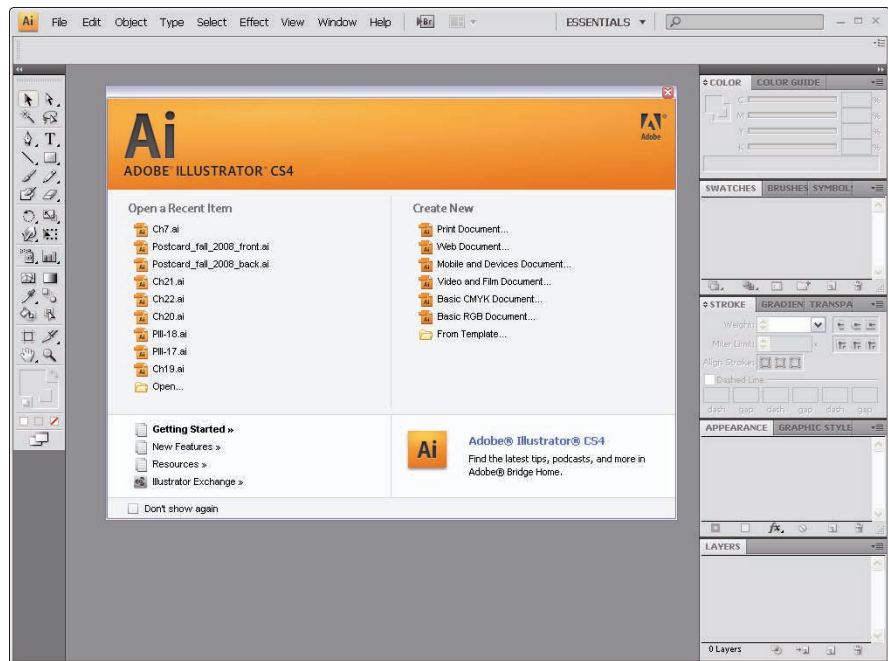 Ai File Edit Object Type Select Effect View Window Help Br ESSENTIALS
COLOR COLOR GUIDE
C %
M %
Y %
K %
Ai
ADOBE® ILLUSTRATOR® CS4
Adobe
Open a Recent Item
Ch7.ai
Postcard_fall_2008_front.ai
Postcard_fall_2008_back.ai
Ch21.ai
Ch22.ai
Ch20.ai
PIII-18.ai
PIII-17.ai
Ch19.ai
Open...
Create New
Print Document...
Web Document...
Mobile and Devices Document...
Video and Film Document...
Basic CMYK Document...
Basic RGB Document...
From Template...
Getting Started »
New Features »
Resources »
Illustrator Exchange »
Ai
Adobe® Illustrator® CS4
Find the latest tips, podcasts, and more in
Adobe® Bridge Home.
Don't show again
SWATCHES BRUSHES SYMBOL
STROKE GRADIEN TRANSPA
Weight:
Miter Limit: x
Align Stroke:
Dashed Line
dash gap dash gap dash gap
APPEARANCE GRAPHIC STYLE
fx
LAYERS
0 Layers